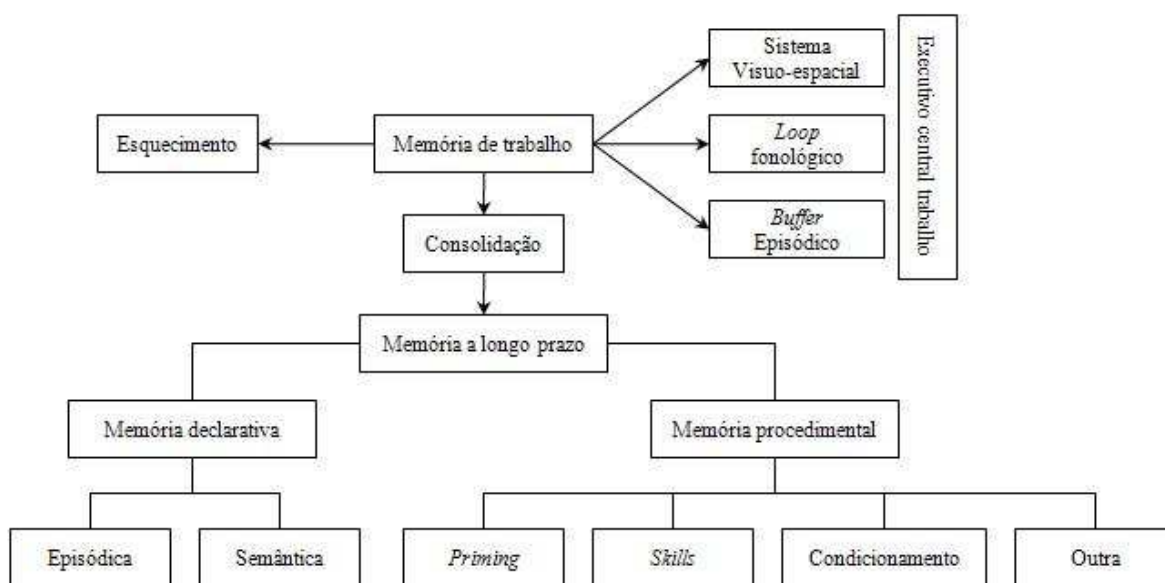 Sistema
Visuo-espacial
Executivo central trabalho
Esquecimento
Memória de trabalho
Loop
fonológico
Buffer
Episódico
Consolidação
Memória a longo prazo
Memória declarativa
Memória procedimental
Episódica
Semântica
Priming
Skills
Condicionamento
Outra